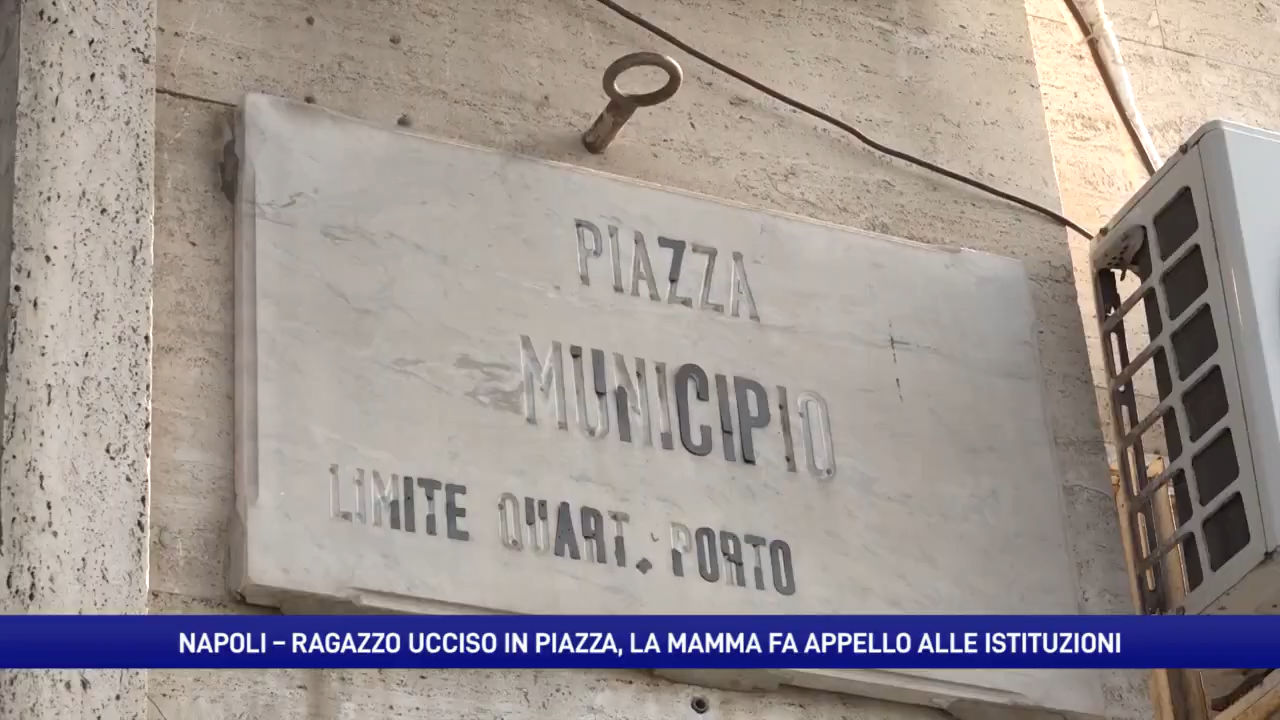 PIAZZA
MUNICIPIO
LIMITE QUART. PORTO
NAPOLI – RAGAZZO UCCISO IN PIAZZA, LA MAMMA FA APPELLO ALLE ISTITUZIONI